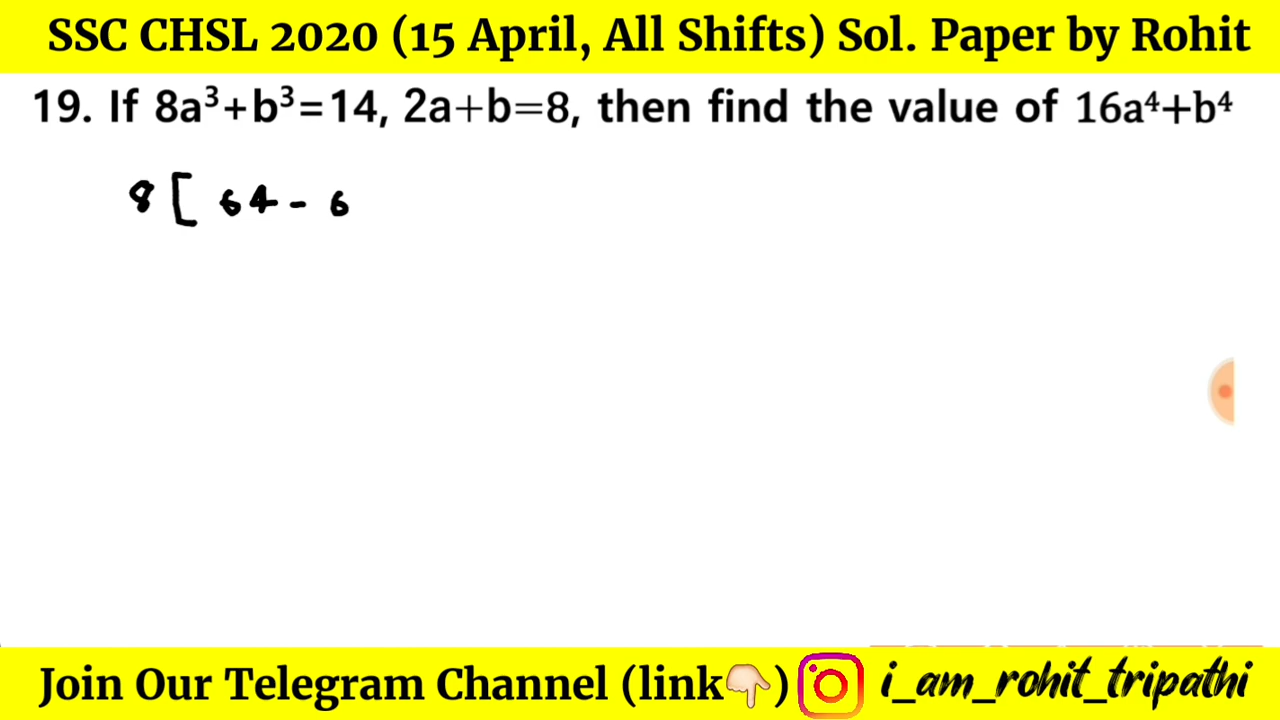 SSC CHSL 2020 (15 April, All Shifts) Sol. Paper by Rohit
19. If 8a³+b³=14, 2a+b=8, then find the value of 16a⁴+b⁴
8 [ 64 - 6
Join Our Telegram Channel (link👇🏻) i_am_rohit_tripathi